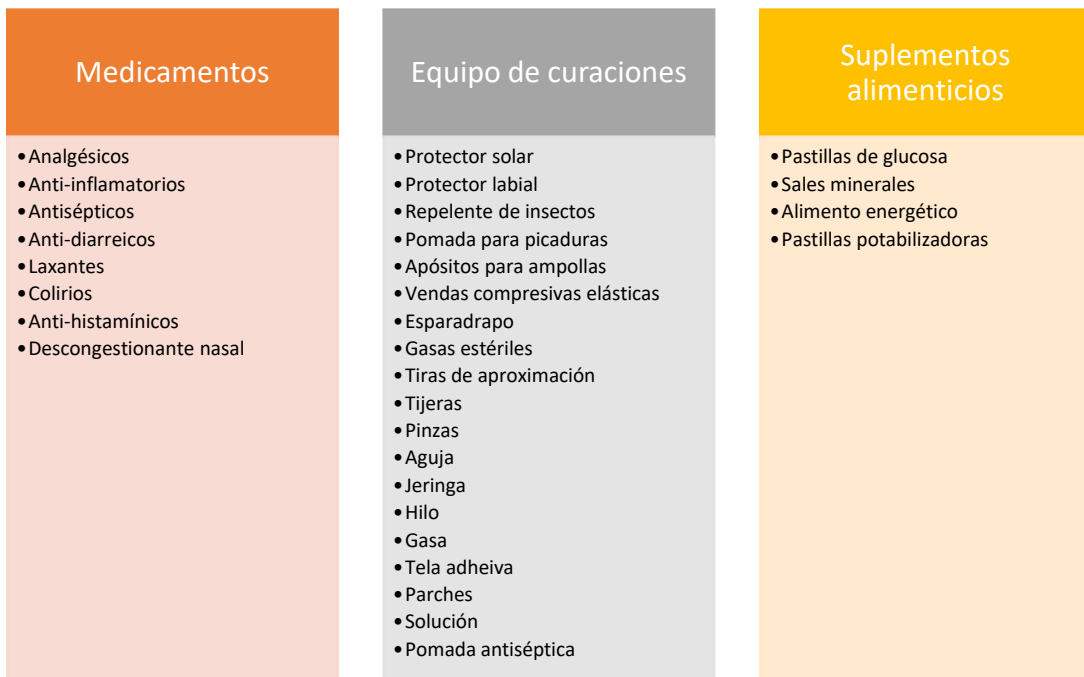 Medicamentos
• Analgésicos
• Anti-inflamatorios
• Antisépticos
• Anti-diarreicos
• Laxantes
• Colirios
• Anti-histamínicos
• Descongestionante nasal
Equipo de curaciones
• Protector solar
• Protector labial
• Repelente de insectos
• Pomada para picaduras
• Apósitos para ampollas
• Vendas compresivas elásticas
• Esparadrapo
• Gasas estériles
• Tiras de aproximación
• Tijeras
• Pinzas
• Aguja
• Jeringa
• Hilo
• Gasa
• Tela adheiva
• Parches
• Solución
• Pomada antiséptica
Suplementos
alimenticios
• Pastillas de glucosa
• Sales minerales
• Alimento energético
• Pastillas potabilizadoras